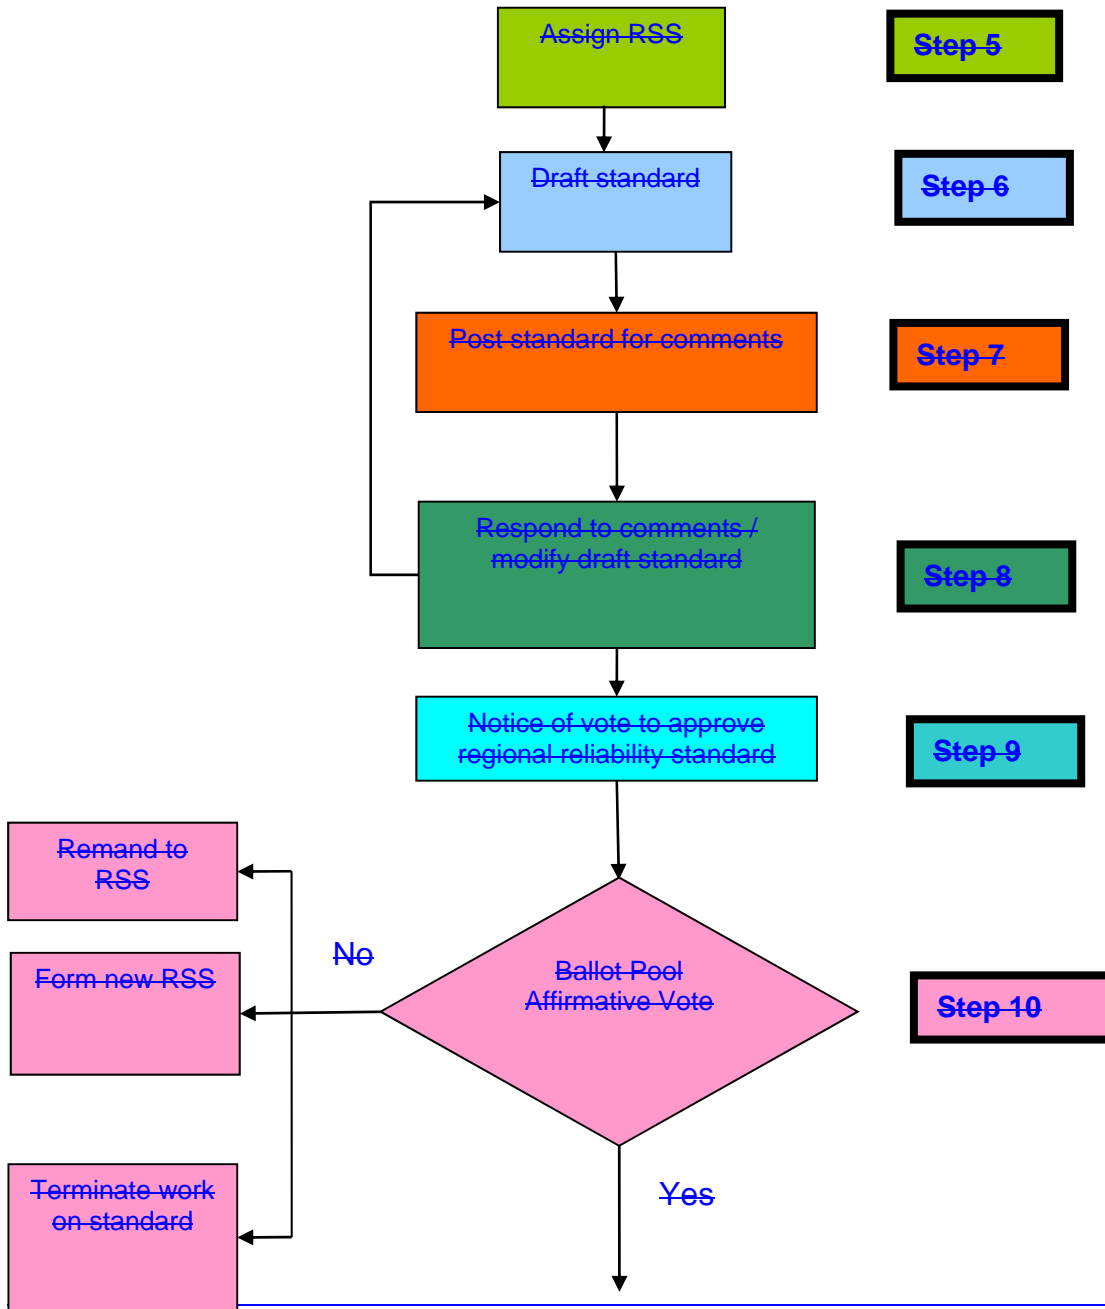 Assign RSS
Step 5
Draft standard
Step 6
Post standard for comments
Step 7
Respond to comments /
modify draft standard
Step 8
Notice of vote to approve
regional reliability standard
Step 9
Remand to
RSS
No
Form new RSS
Ballot Pool
Affirmative Vote
Step 10
Terminate work
on standard
Yes